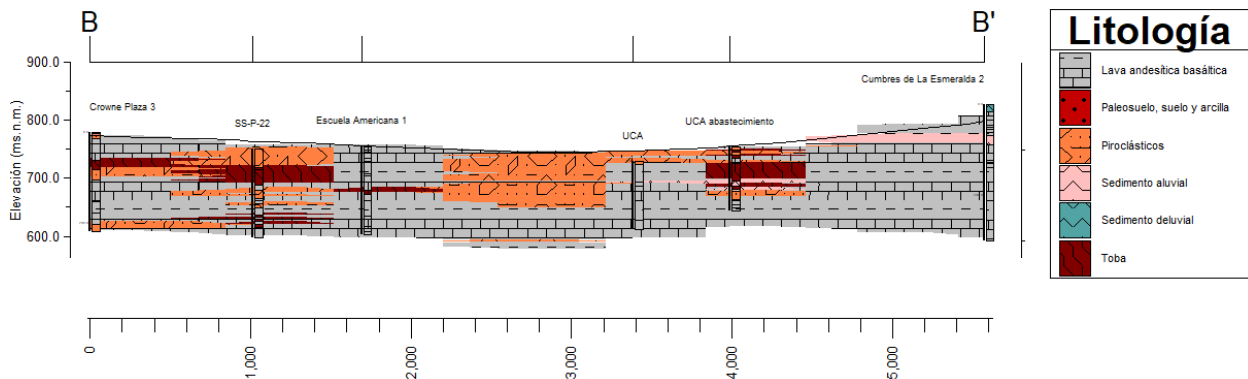 B
B'
Litología
Lava andesítica basáltica
Paleosuelo, suelo y arcilla
Piroclásticos
Sedimento aluvial
Sedimento deluvial
Toba
Elevación (ms.n.m.)
900.0
800.0
700.0
600.0
Crowne Plaza 3
SS-P-22
Escuela Americana 1
UCA
UCA abastecimiento
Cumbres de La Esmeralda 2
0
1,000
2,000
3,000
4,000
5,000